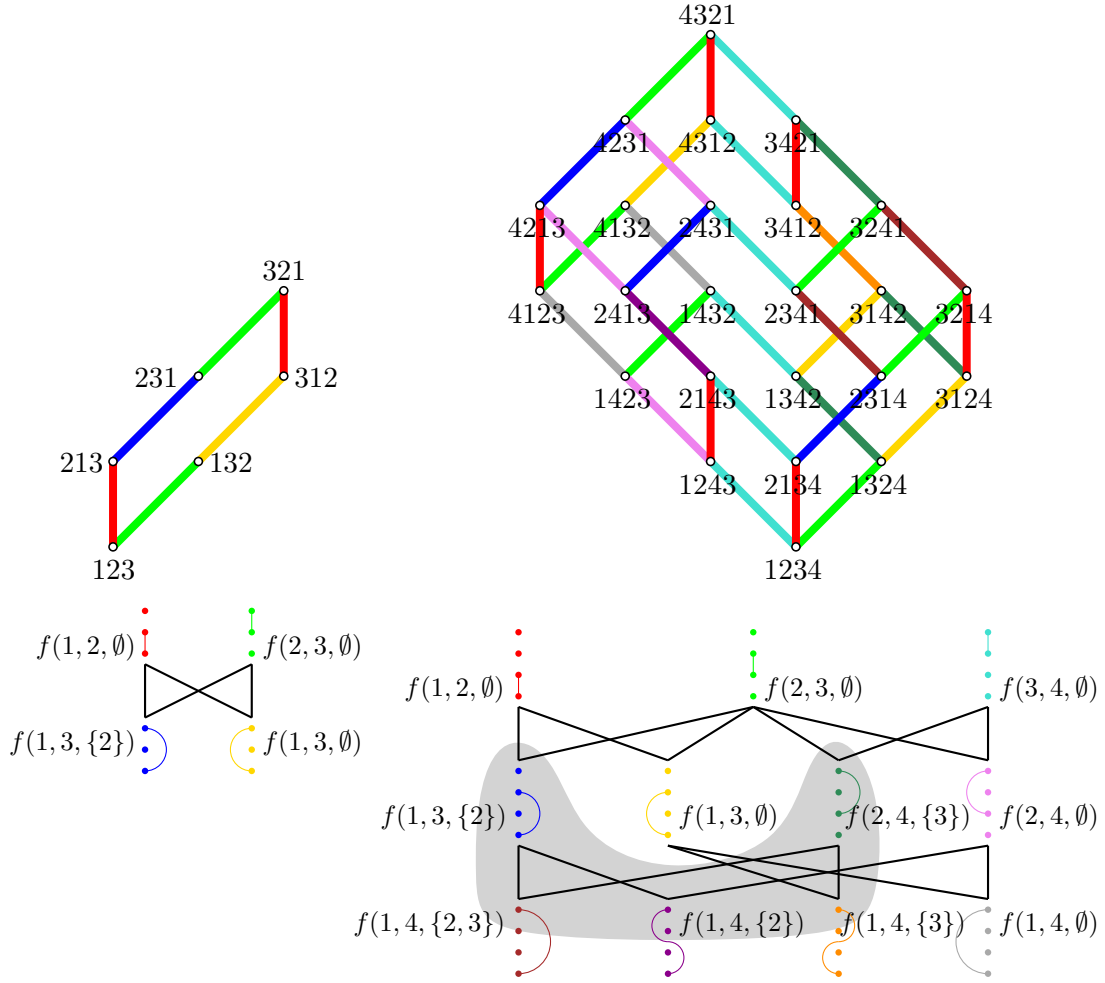 4321
4231 4312 3421
4213 4132 2431 3412 3241
321
4123 2413 1432 2341 3142 3214
231 312
1423 2143 1342 2314 3124
213 132
1243 2134 1324
123 1234
f(1, 2, ∅) f(2, 3, ∅)
f(1, 2, ∅) f(2, 3, ∅) f(3, 4, ∅)
f(1, 3, {2}) f(1, 3, ∅)
f(1, 3, {2}) f(1, 3, ∅) f(2, 4, {3}) f(2, 4, ∅)
f(1, 4, {2, 3}) f(1, 4, {2}) f(1, 4, {3}) f(1, 4, ∅)